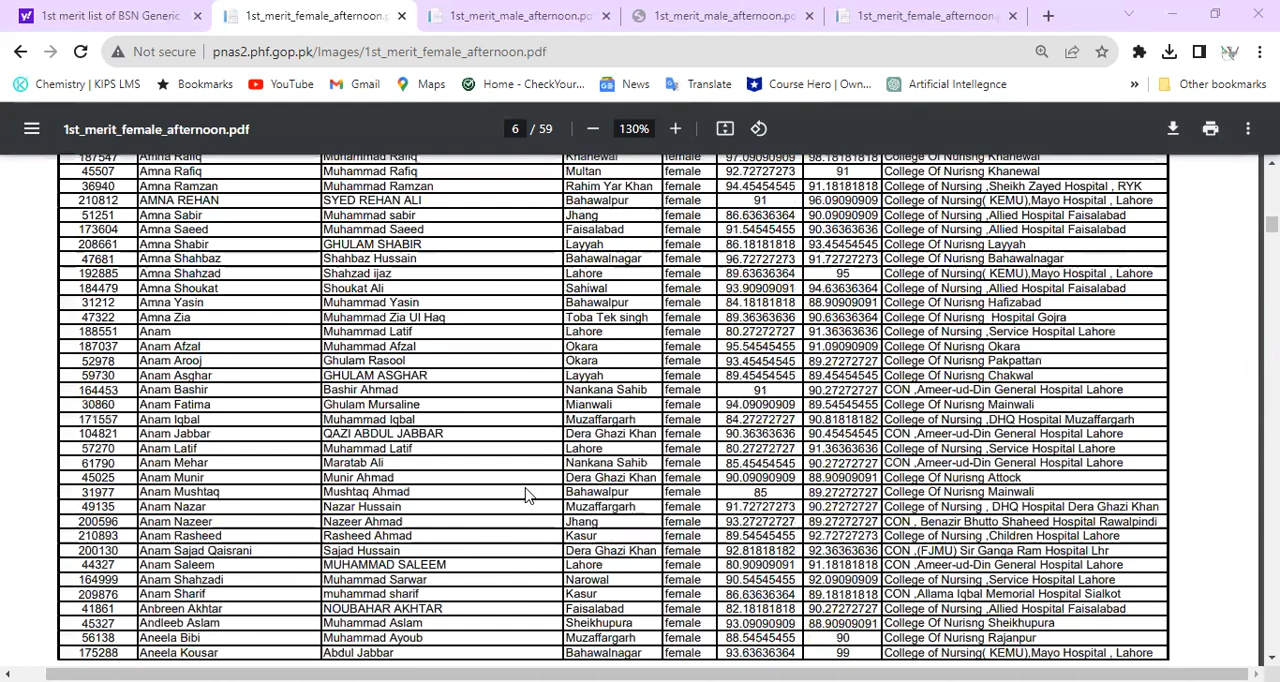 1st merit list of BSN Generic 1st_merit_female_afternoon.p 1st_merit_male_afternoon.pdf 1st_merit_male_afternoon.pd 1st_merit_female_afternoon.p
Not secure pnas2.phf.gop.pk/Images/1st_merit_female_afternoon.pdf
Chemistry | KIPS LMS Bookmarks YouTube Gmail Maps Home - CheckYour... News Translate Course Hero | Own... Artificial Intellegnce » Other bookmarks
1st_merit_female_afternoon.pdf 6 / 59 130%
187547 Amna Rafiq Muhammad Rafiq Khanewal female 97.09090909 98.18181818 College Of Nurisng Khanewal
45507 Amna Rafiq Muhammad Rafiq Multan female 92.72727273 91 College Of Nurisng Khanewal
36940 Amna Ramzan Muhammad Ramzan Rahim Yar Khan female 94.45454545 91.18181818 College of Nursing ,Sheikh Zayed Hospital , RYK
210812 AMNA REHAN SYED REHAN ALI Bahawalpur female 91 96.09090909 College of Nursing( KEMU),Mayo Hospital , Lahore
51251 Amna Sabir Muhammad sabir Jhang female 86.63636364 90.09090909 College of Nursing ,Allied Hospital Faisalabad
173604 Amna Saeed Muhammad Saeed Faisalabad female 91.54545455 90.36363636 College of Nursing ,Allied Hospital Faisalabad
208661 Amna Shabir GHULAM SHABIR Layyah female 86.18181818 93.45454545 College Of Nurisng Layyah
47681 Amna Shahbaz Shahbaz Hussain Bahawalnagar female 96.72727273 91.72727273 College Of Nurisng Bahawalnagar
192885 Amna Shahzad Shahzad ijaz Lahore female 89.63636364 95 College of Nursing( KEMU),Mayo Hospital , Lahore
184479 Amna Shoukat Shoukat Ali Sahiwal female 93.90909091 94.63636364 College of Nursing ,Allied Hospital Faisalabad
31212 Amna Yasin Muhammad Yasin Bahawalpur female 84.18181818 88.90909091 College Of Nurisng Hafizabad
47322 Amna Zia Muhammad Zia Ul Haq Toba Tek singh female 89.36363636 90.63636364 College Of Nurisng Hospital Gojra
188551 Anam Muhammad Latif Lahore female 80.27272727 91.36363636 College of Nursing ,Service Hospital Lahore
187037 Anam Afzal Muhammad Afzal Okara female 95.54545455 91.09090909 College Of Nurisng Okara
52978 Anam Arooj Ghulam Rasool Okara female 93.45454545 89.27272727 College Of Nurisng Pakpattan
59730 Anam Asghar GHULAM ASGHAR Layyah female 89.45454545 89.45454545 College Of Nurisng Chakwal
164453 Anam Bashir Bashir Ahmad Nankana Sahib female 91 90.27272727 CON ,Ameer-ud-Din General Hospital Lahore
30860 Anam Fatima Ghulam Mursaline Mianwali female 94.09090909 89.54545455 College Of Nurisng Mainwali
171557 Anam Iqbal Muhammad Iqbal Muzaffargarh female 84.27272727 90.81818182 College of Nursing ,DHQ Hospital Muzaffargarh
104821 Anam Jabbar QAZI ABDUL JABBAR Dera Ghazi Khan female 90.36363636 90.45454545 CON ,Ameer-ud-Din General Hospital Lahore
57270 Anam Latif Muhammad Latif Lahore female 80.27272727 91.36363636 College of Nursing ,Service Hospital Lahore
61790 Anam Mehar Maratab Ali Nankana Sahib female 85.45454545 90.27272727 CON ,Ameer-ud-Din General Hospital Lahore
45025 Anam Munir Munir Ahmad Dera Ghazi Khan female 90.09090909 88.90909091 College Of Nurisng Attock
31977 Anam Mushtaq Mushtaq Ahmad Bahawalpur female 85 89.27272727 College Of Nurisng Mainwali
49135 Anam Nazar Nazar Hussain Muzaffargarh female 91.72727273 90.27272727 College of Nursing , DHQ Hospital Dera Ghazi Khan
200596 Anam Nazeer Nazeer Ahmad Jhang female 93.27272727 89.27272727 CON , Benazir Bhutto Shaheed Hospital Rawalpindi
210893 Anam Rasheed Rasheed Ahmad Kasur female 89.54545455 92.72727273 College of Nursing ,Children Hospital Lahore
200130 Anam Sajad Qaisrani Sajad Hussain Dera Ghazi Khan female 92.81818182 92.36363636 CON ,(FJMU) Sir Ganga Ram Hospital Lhr
44327 Anam Saleem MUHAMMAD SALEEM Lahore female 80.90909091 91.63636364 CON ,Ameer-ud-Din General Hospital Lahore
164999 Anam Shahzadi Muhammad Sarwar Narowal female 90.54545455 92.09090909 College of Nursing ,Service Hospital Lahore
209876 Anam Sharif muhammad sharif Kasur female 86.63636364 89.18181818 CON ,Allama Iqbal Memorial Hospital Sialkot
41861 Anbreen Akhtar NOUBAHAR AKHTAR Faisalabad female 82.18181818 90.27272727 College of Nursing ,Allied Hospital Faisalabad
45327 Andleeb Aslam Muhammad Aslam Sheikhupura female 93.09090909 88.90909091 College Of Nurisng Sheikhupura
56138 Aneela Bibi Muhammad Ayoub Muzaffargarh female 88.54545455 90 College Of Nurisng Rajanpur
175288 Aneela Kousar Abdul Jabbar Bahawalnagar female 93.63636364 99 College of Nursing( KEMU),Mayo Hospital , Lahore